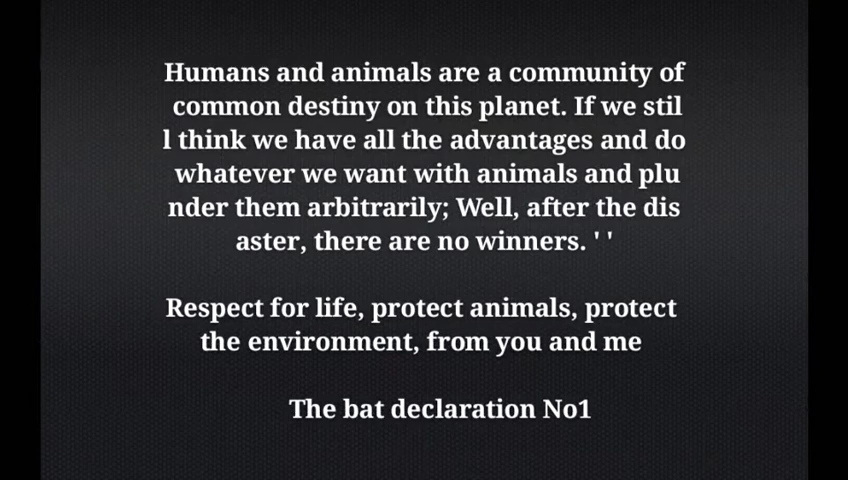 Humans and animals are a community of
common destiny on this planet. If we stil
l think we have all the advantages and do
whatever we want with animals and plu
nder them arbitrarily; Well, after the dis
aster, there are no winners. ' '
Respect for life, protect animals, protect
the environment, from you and me
The bat declaration No1